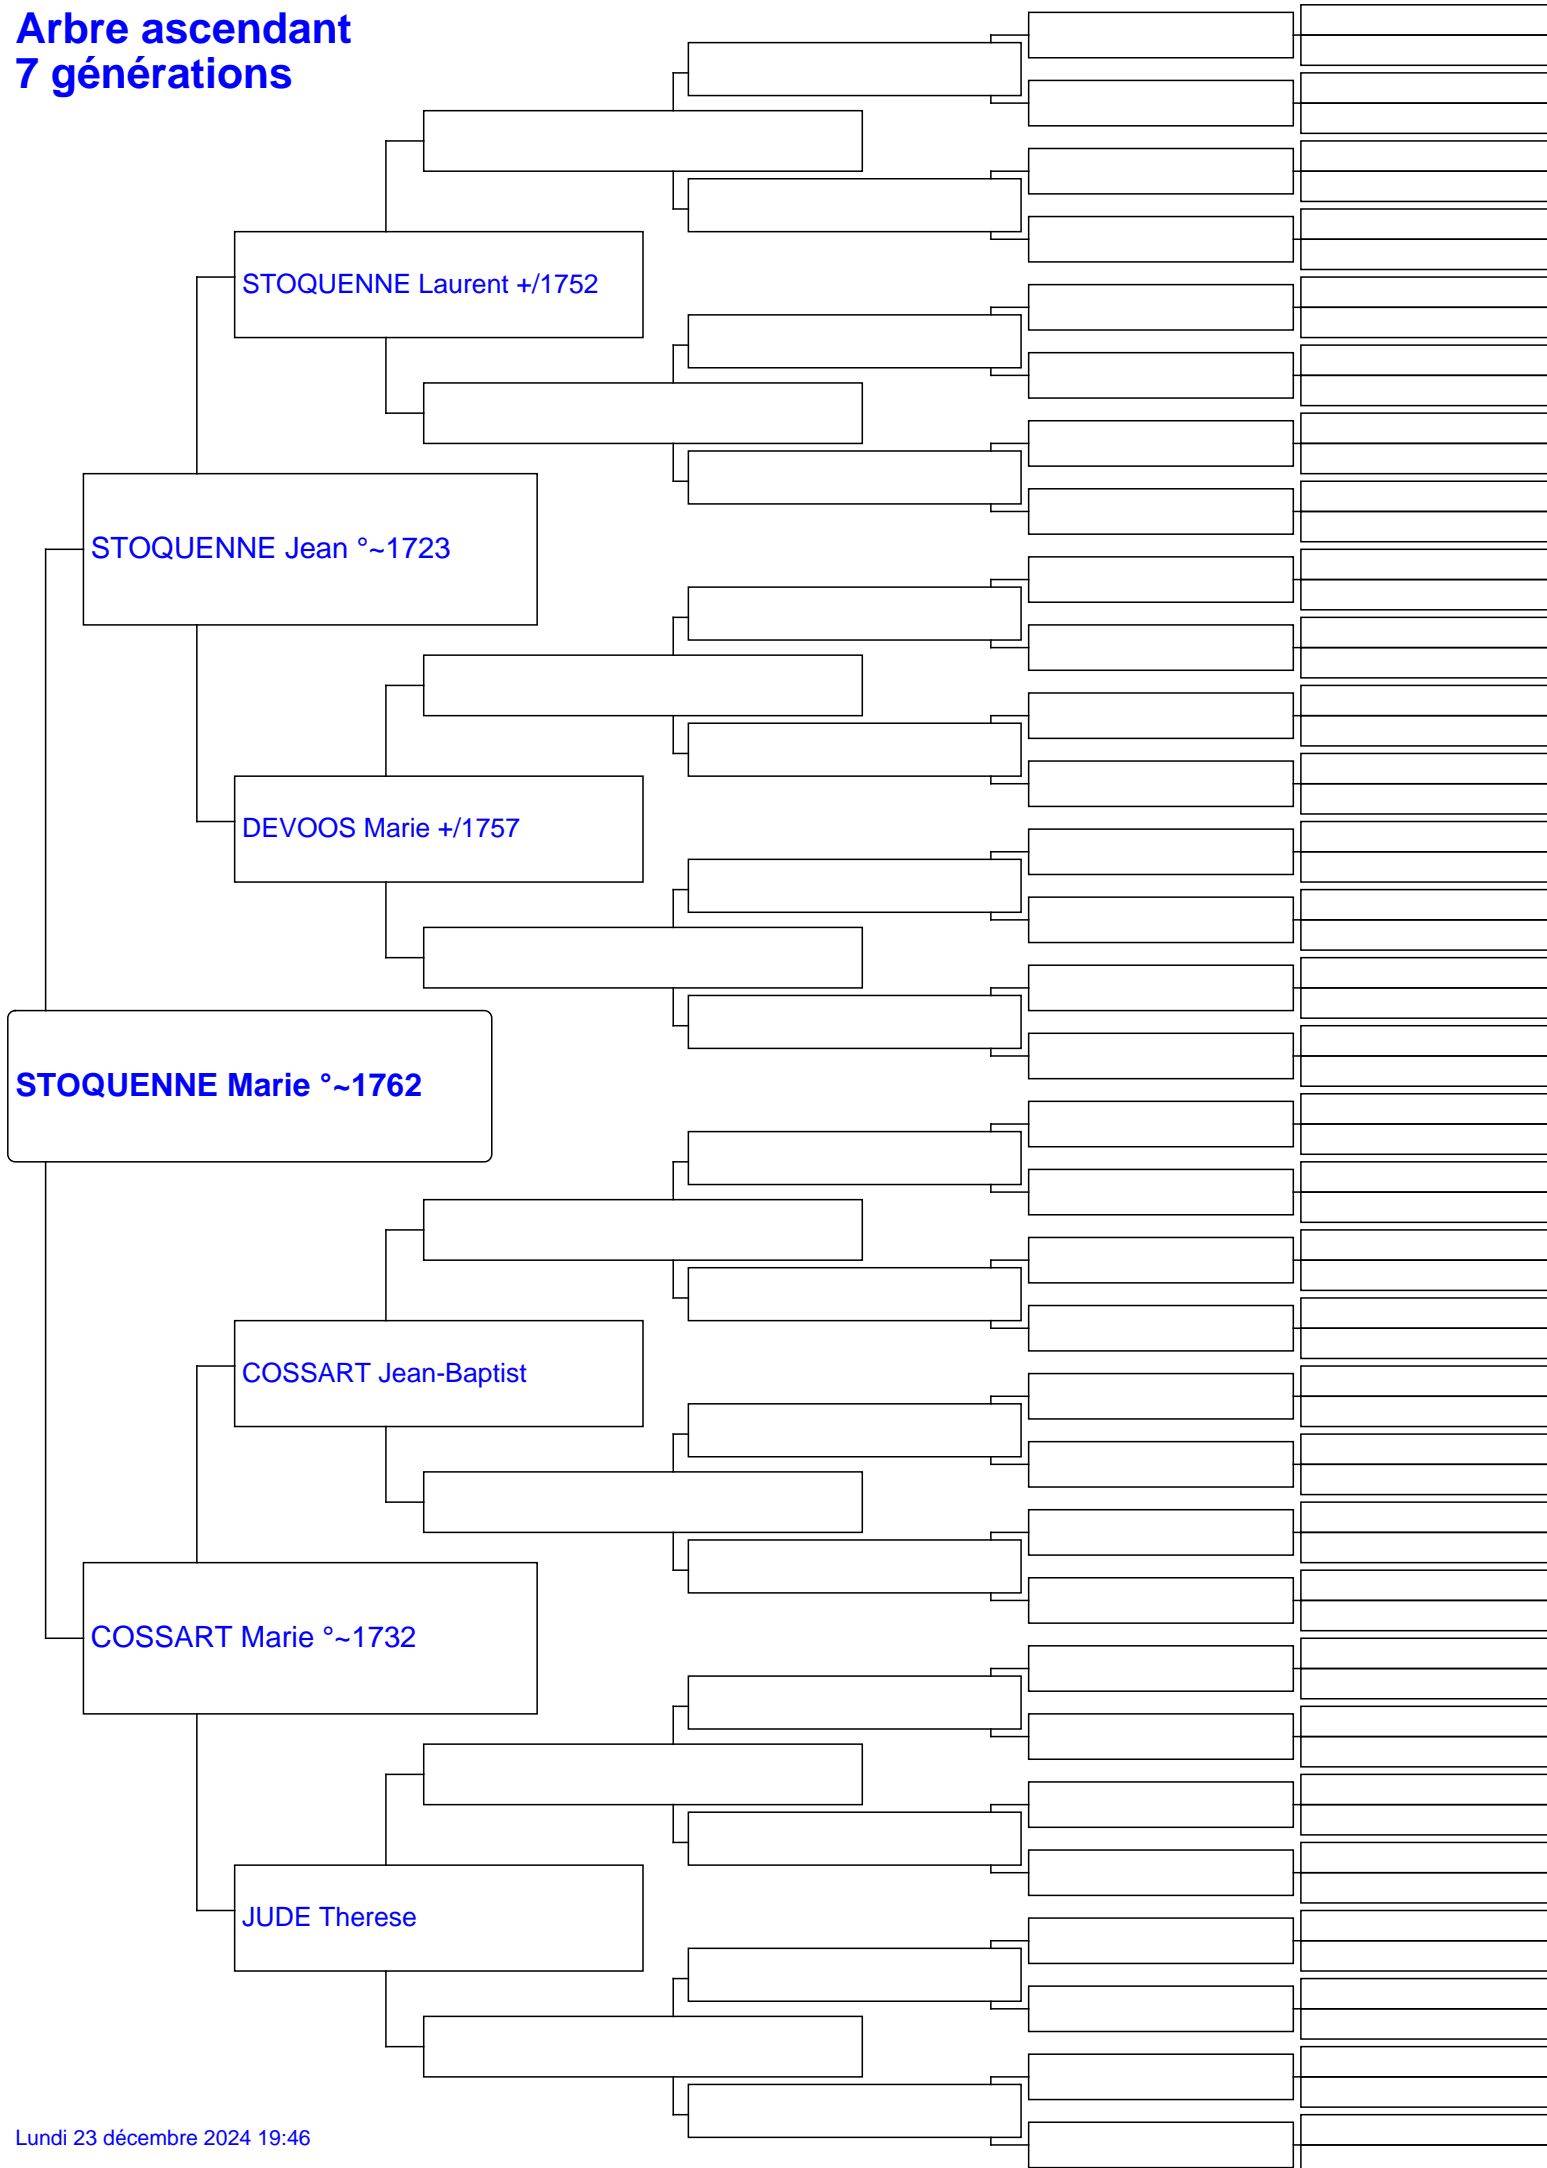 Arbre ascendant
7 générations
STOQUENNE Laurent +/1752
STOQUENNE Jean °~1723
DEVOOS Marie +/1757
STOQUENNE Marie °~1762
COSSART Jean-Baptist
COSSART Marie °~1732
JUDE Therese
Lundi 23 décembre 2024 19:46